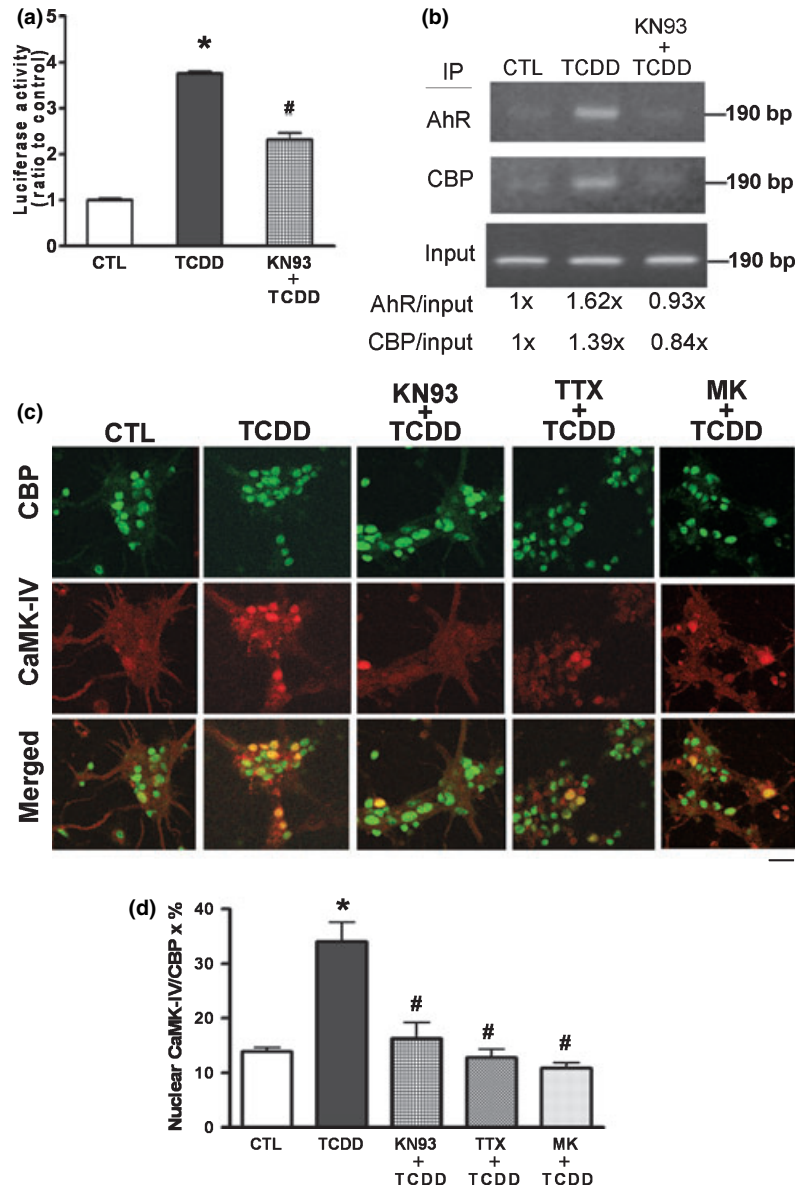 (a)
Luciferase activity
(ratio to control)
5
4
3
2
1
0
*
#
CTL
TCDD
KN93
+
TCDD
(b)
KN93
+
IP CTL TCDD TCDD
AhR 190 bp
CBP 190 bp
Input 190 bp
AhR/input 1x 1.62x 0.93x
CBP/input 1x 1.39x 0.84x
(c)
CTL
TCDD
KN93
+
TCDD
TTX
+
TCDD
MK
+
TCDD
CBP
CaMK-IV
Merged
(d)
Nuclear CaMK-IV/CBP x %
40
30
20
10
0
*
#
#
#
CTL
TCDD
KN93
+
TCDD
TTX
+
TCDD
MK
+
TCDD